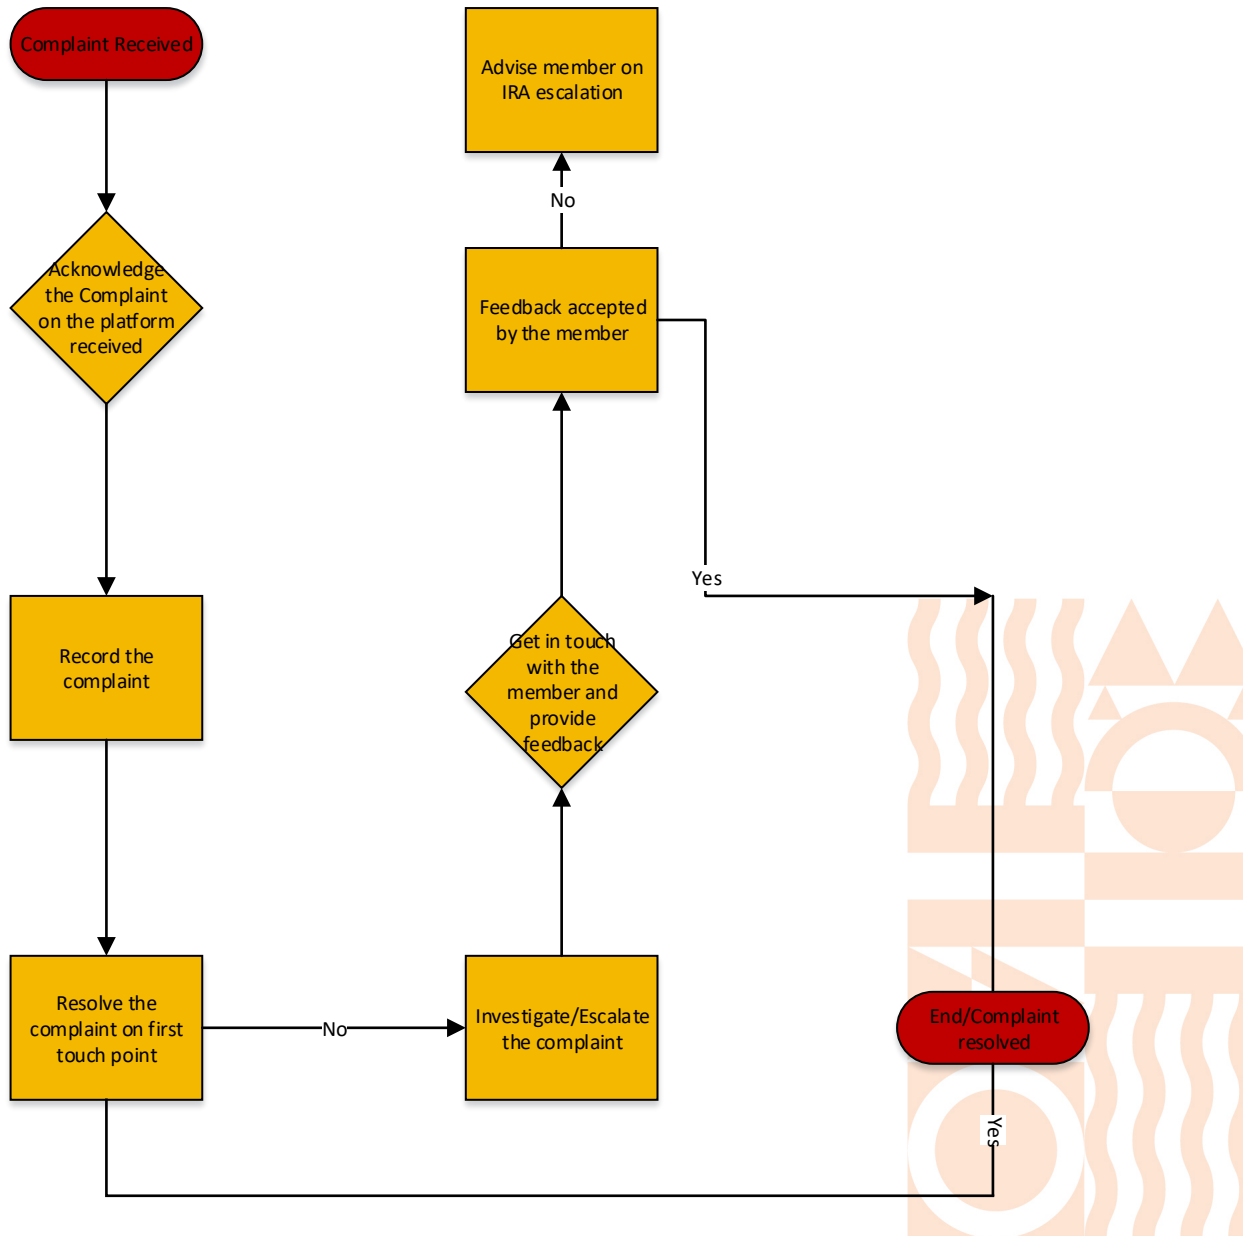 Complaint Received
Acknowledge
the Complaint
on the platform
received
Record the
complaint
Resolve the
complaint on first
touch point
No
Investigate/Escalate
the complaint
Get in touch
with the
member and
provide
feedback
Feedback accepted
by the member
No
Advise member on
IRA escalation
Yes
End/Complaint
resolved
Yes